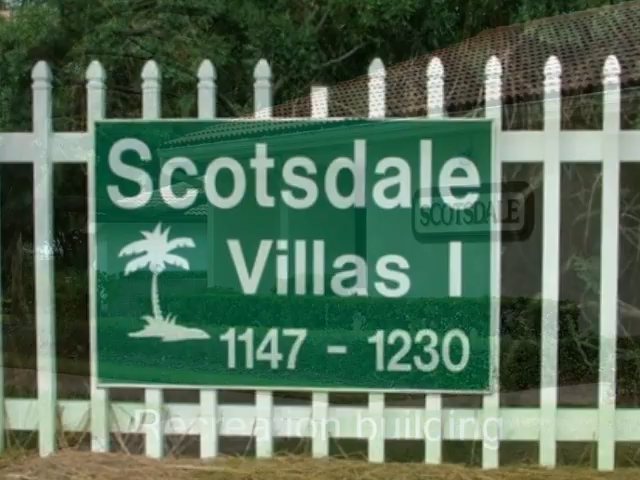 Scotsdale
SCOTSDALE
Villas I
1147 - 1230
Recreation building